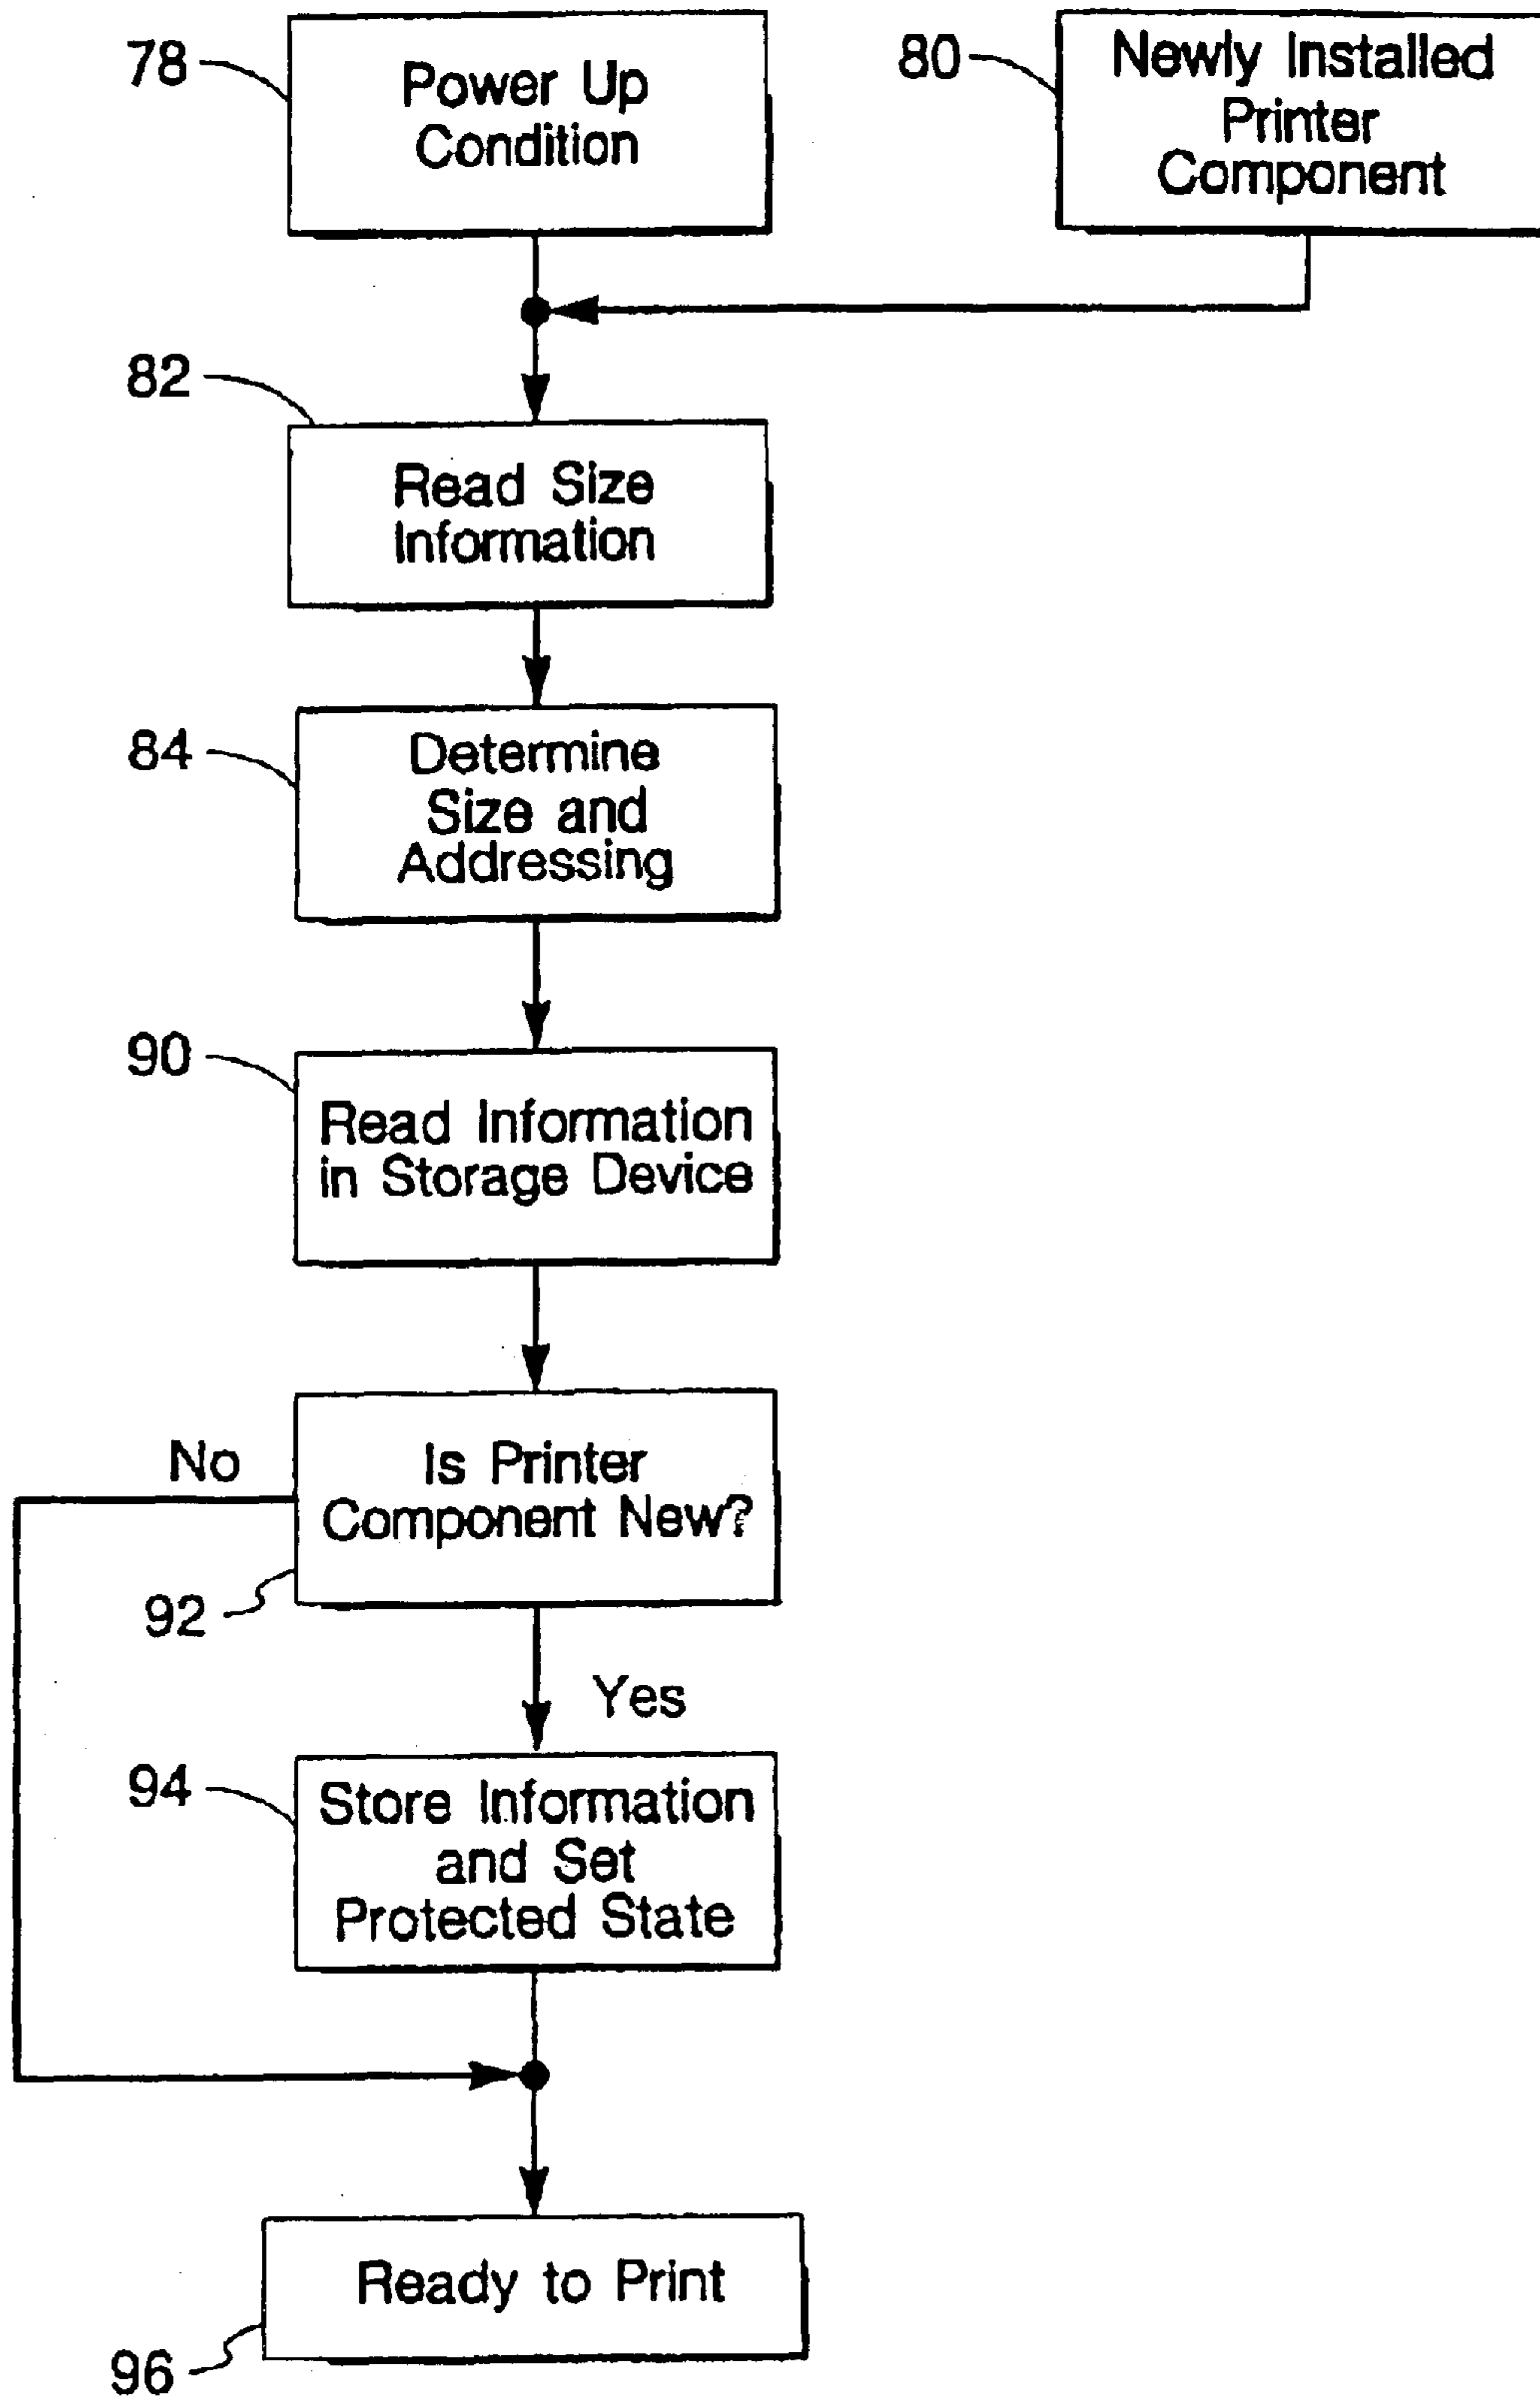 78
Power Up
Condition
80
Newly Installed
Printer
Component
82
Read Size
Information
84
Determine
Size and
Addressing
90
Read Information
in Storage Device
No
Is Printer
Component New?
92
Yes
94
Store Information
and Set
Protected State
Ready to Print
96